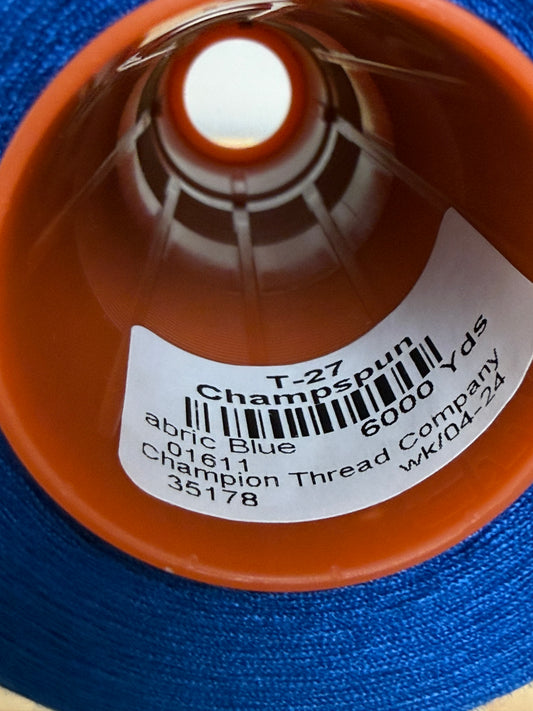 T-27
Champspun
6000 Yds
abric Blue
01611
Champion Thread Company
35178 wk/04-24